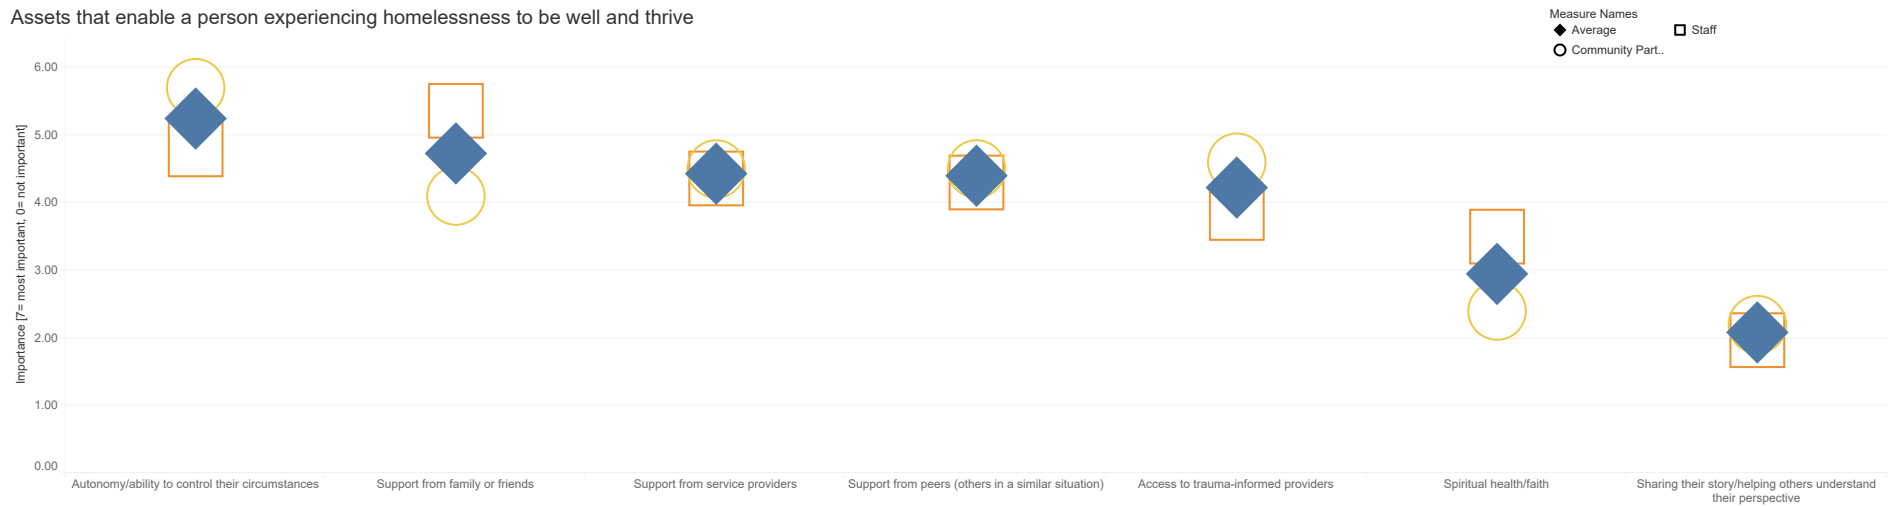 Assets that enable a person experiencing homelessness to be well and thrive
Measure Names
Average
Staff
Community Part..
Importance [7= most important, 0= not important]
6.00
5.00
4.00
3.00
2.00
1.00
0.00
Autonomy/ability to control their circumstances
Support from family or friends
Support from service providers
Support from peers (others in a similar situation)
Access to trauma-informed providers
Spiritual health/faith
Sharing their story/helping others understand
their perspective